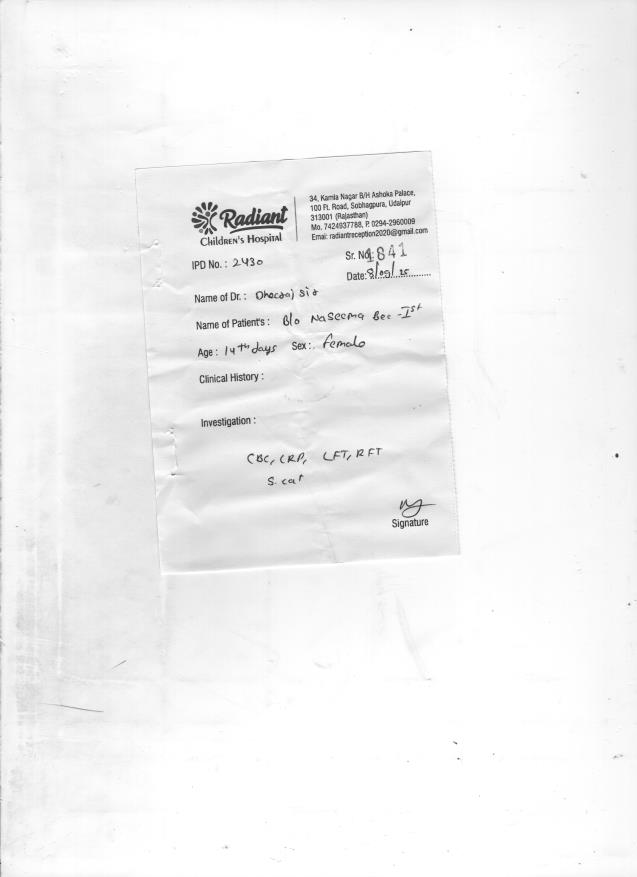 Radiant
Children's Hospital
34, Kamla Nagar B/H Ashoka Palace,
100 Ft. Road, Sobhagpura, Udaipur
313001 (Rajasthan)
Mo. 7424937788, P. 0294-2960009
Emai: radiantreception2020@gmail.com
IPD No. : 2430
Sr. No.: 1841
Date: 8/09/25
Name of Dr. : Dheeraj sir
Name of Patient's : B/o Naseema Bee - Ist
Age : 14th days Sex : female
Clinical History :
Investigation :
CBC, CRP, LFT, RFT
S. cal
Signature